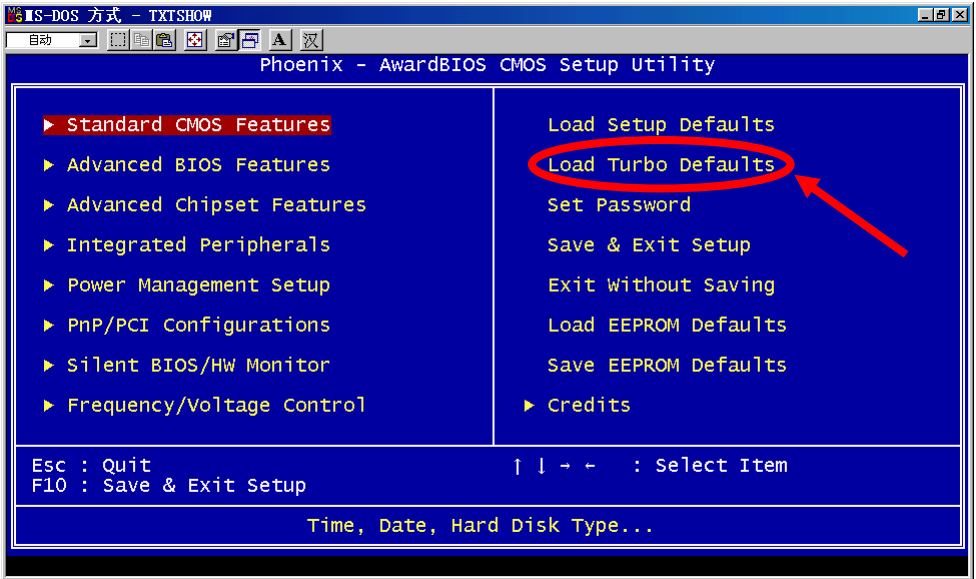 MS-DOS 方式 - TXTSHOW
自动
A 汉
Phoenix - AwardBIOS CMOS Setup Utility
▶ Standard CMOS Features
▶ Advanced BIOS Features
▶ Advanced Chipset Features
▶ Integrated Peripherals
▶ Power Management Setup
▶ PnP/PCI Configurations
▶ Silent BIOS/HW Monitor
▶ Frequency/Voltage Control
Load Setup Defaults
Load Turbo Defaults
Set Password
Save & Exit Setup
Exit Without Saving
Load EEPROM Defaults
Save EEPROM Defaults
▶ Credits
Esc : Quit
F10 : Save & Exit Setup
↑ ↓ → ← : Select Item
Time, Date, Hard Disk Type...